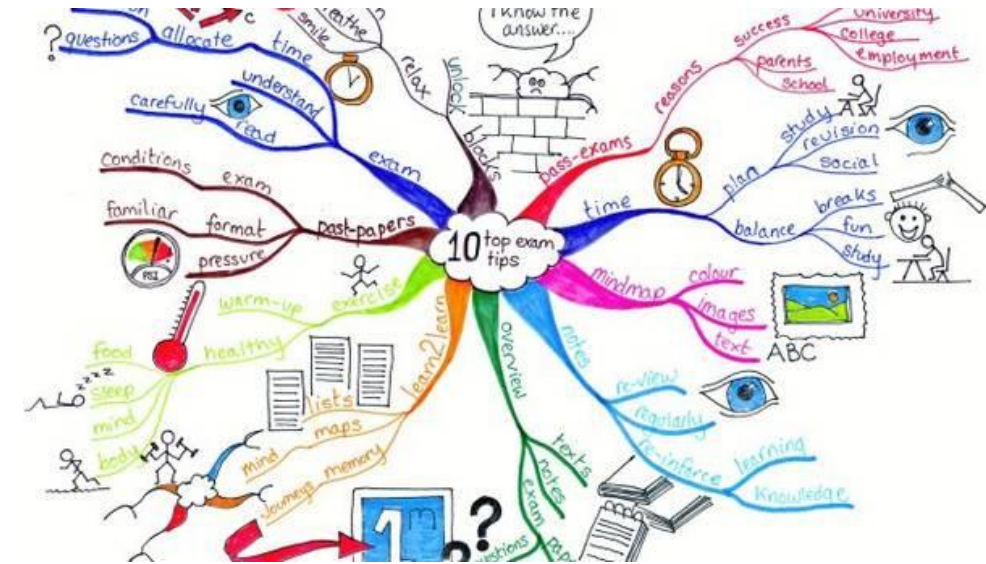 10 top exam
tips
pass-exams
reasons
success
university
college
employment
parents
school
time
plan
study
revision
social
balance
breaks
fun
study
mindmap
colour
images
text
ABC
notes
re-view
regularly
re-inforce
learning
knowledge
overview
texts
notes
exam
learn2learn
lists
mind maps
Journeys memory
1
?
exercise
warm-up
healthy
food
sleep
zzzzz
mind
body
past-papers
exam
conditions
format
familiar
pressure
PSI
exam
time
allocate
questions
?
understand
read
carefully
blocks
unlock
relax
smile
C
I know the
answer....